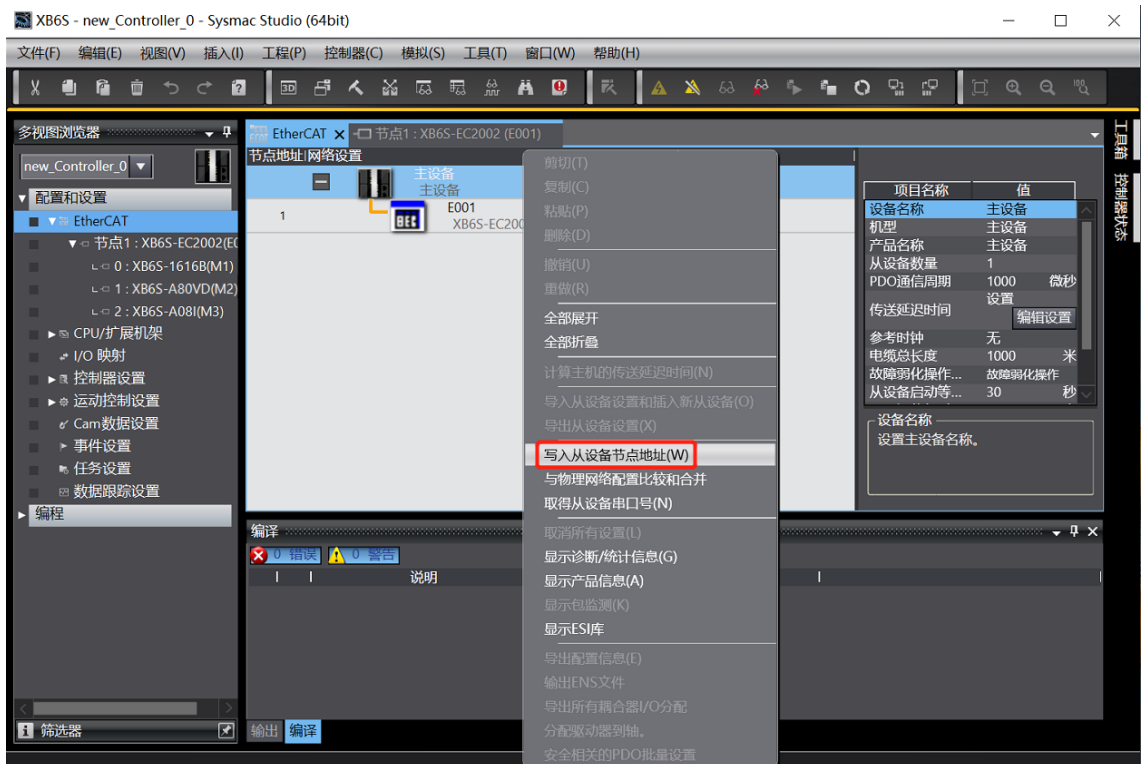 XB6S - new_Controller_0 - Sysmac Studio (64bit)
文件(F) 编辑(E) 视图(V) 插入(I) 工程(P) 控制器(C) 模拟(S) 工具(T) 窗口(W) 帮助(H)
多视图浏览器
new_Controller_0
配置和设置
EtherCAT
节点1 : XB6S-EC2002(E0
0 : XB6S-1616B(M1)
1 : XB6S-A80VD(M2)
2 : XB6S-A08I(M3)
CPU/扩展机架
I/O 映射
控制器设置
运动控制设置
Cam数据设置
事件设置
任务设置
数据跟踪设置
编程
筛选器
EtherCAT 节点1 : XB6S-EC2002 (E001)
节点地址|网络设置
主设备
主设备
1
E001
XB6S-EC200
剪切(T)
复制(C)
粘贴(P)
删除(D)
撤销(U)
重做(R)
全部展开
全部折叠
计算主机的传送延迟时间(N)
导入从设备设置和插入新从设备(O)
导出从设备设置(X)
写入从设备节点地址(W)
与物理网络配置比较和合并
取得从设备串口号(N)
取消所有设置(L)
显示诊断/统计信息(G)
显示产品信息(A)
显示包监测(K)
显示ESI库
导出配置信息(E)
输出ENS文件
导出所有耦合器I/O分配
分配驱动器到轴。
安全相关的PDO批量设置
项目名称 值
设备名称 主设备
机型 主设备
产品名称 主设备
从设备数量 1
PDO通信周期 1000 微秒
传送延迟时间 设置
编辑设置
参考时钟 无
电缆总长度 1000 米
故障弱化操作... 故障弱化操作
从设备启动等... 30 秒
设备名称
设置主设备名称。
工具箱
控制器状态
编译
0 错误 0 警告
说明
输出 编译